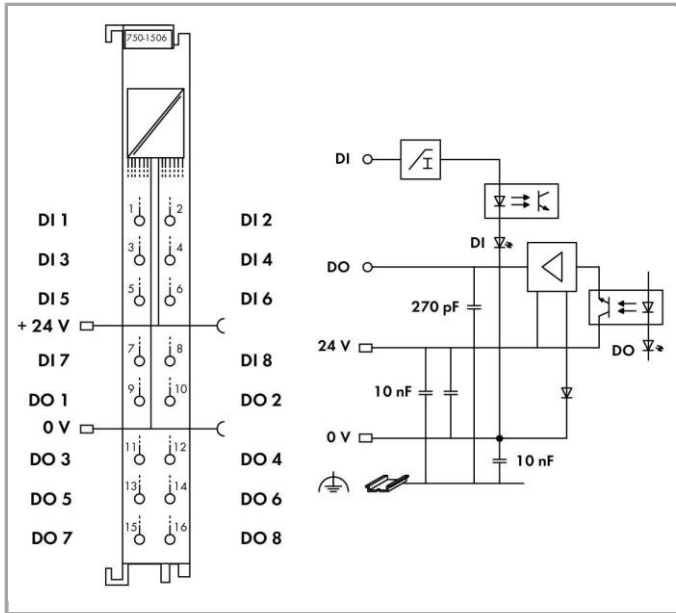 750-1506
1 2
DI 1 DI 2
3 4
DI 3 DI 4
5 6
DI 5 DI 6
+ 24 V
7 8
DI 7 DI 8
9 10
DO 1 DO 2
0 V
11 12
DO 3 DO 4
13 14
DO 5 DO 6
15 16
DO 7 DO 8
DI
I
DI
DO
270 pF
24 V
DO
10 nF
0 V
10 nF